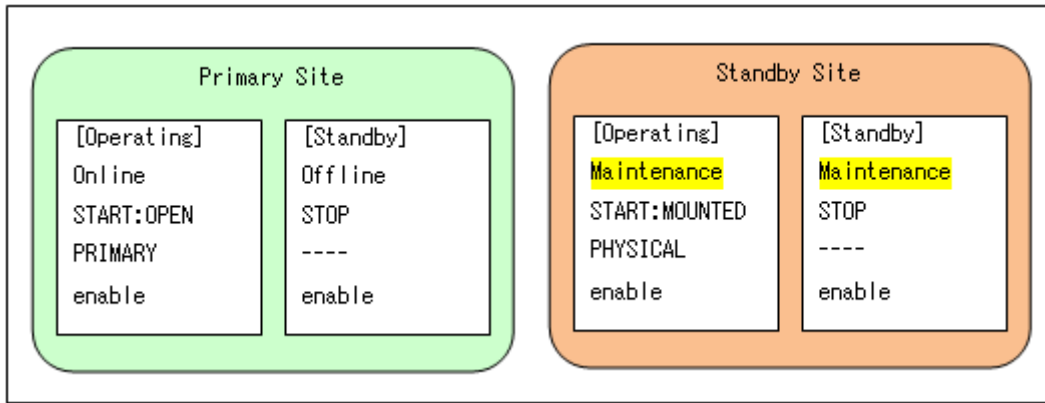 Primary Site
[Operating]
Online
START:OPEN
PRIMARY
enable
[Standby]
Offline
STOP
----
enable
Standby Site
[Operating]
Maintenance
START:MOUNTED
PHYSICAL
enable
[Standby]
Maintenance
STOP
----
enable